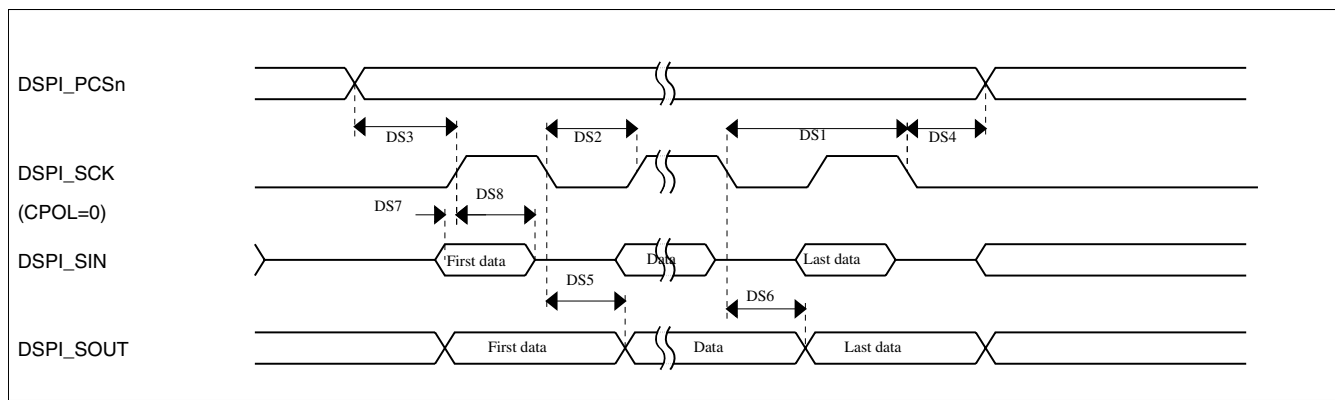 DSPI_PCSn
DS3
DS2
DS1
DS4
DSPI_SCK
(CPOL=0)
DS7
DS8
DSPI_SIN
First data
Data
Last data
DS5
DS6
DSPI_SOUT
First data
Data
Last data